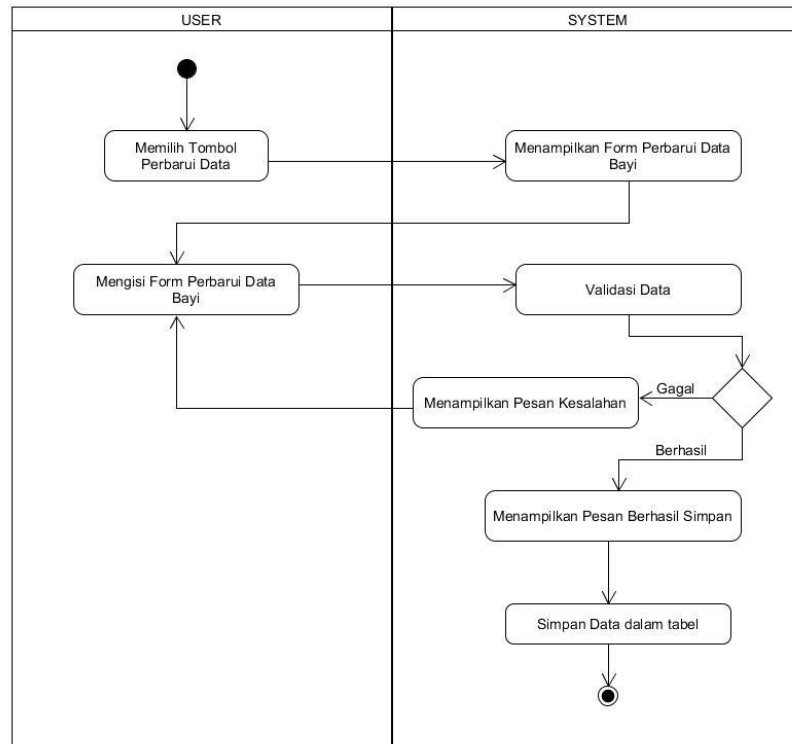 USER
SYSTEM
Memilih Tombol
Perbarui Data
Menampilkan Form Perbarui Data
Bayi
Mengisi Form Perbarui Data
Bayi
Validasi Data
Gagal
Menampilkan Pesan Kesalahan
Berhasil
Menampilkan Pesan Berhasil Simpan
Simpan Data dalam tabel